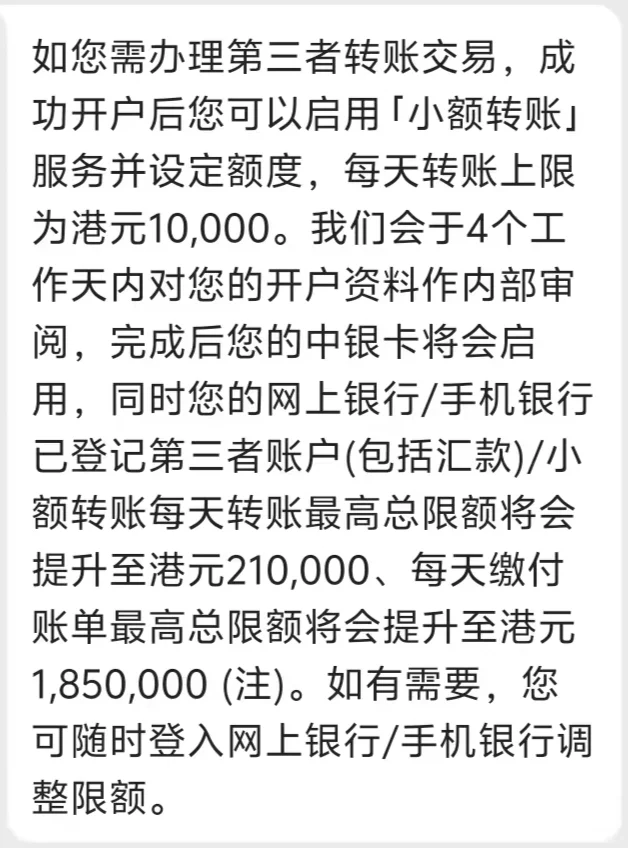 如您需办理第三者转账交易，成
功开户后您可以启用「小额转账」
服务并设定额度，每天转账上限
为港元10,000。我们会于4个工
作天内对您的开户资料作内部审
阅，完成后您的中银卡将会启
用，同时您的网上银行/手机银行
已登记第三者账户(包括汇款)/小
额转账每天转账最高总限额将会
提升至港元210,000、每天缴付
账单最高总限额将会提升至港元
1,850,000 (注)。如有需要，您
可随时登入网上银行/手机银行调
整限额。